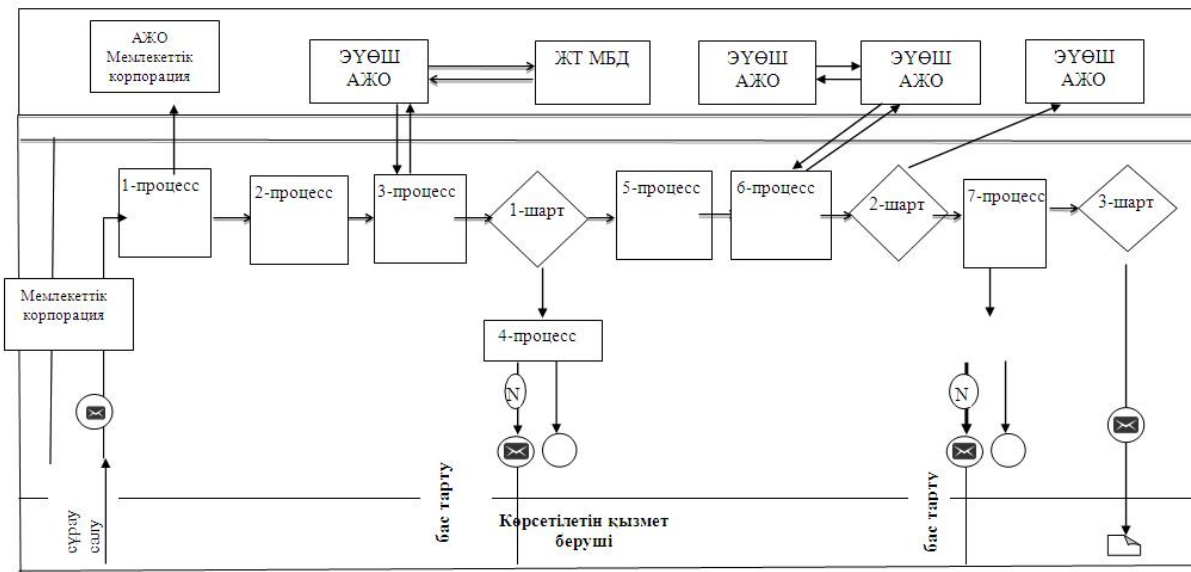 АЖО
Мемлекеттік
корпорация
ЭҮӨШ
АЖО
ЖТ МБД
ЭҮӨШ
АЖО
ЭҮӨШ
АЖО
ЭҮӨШ
АЖО
1-процесс
2-процесс
3-процесс
1-шарт
5-процесс
6-процесс
2-шарт
7-процесс
3-шарт
Мемлекеттік
корпорация
4-процесс
N
N
сұрау
салу
бас тарту
Көрсетілетін қызмет
беруші
бас тарту